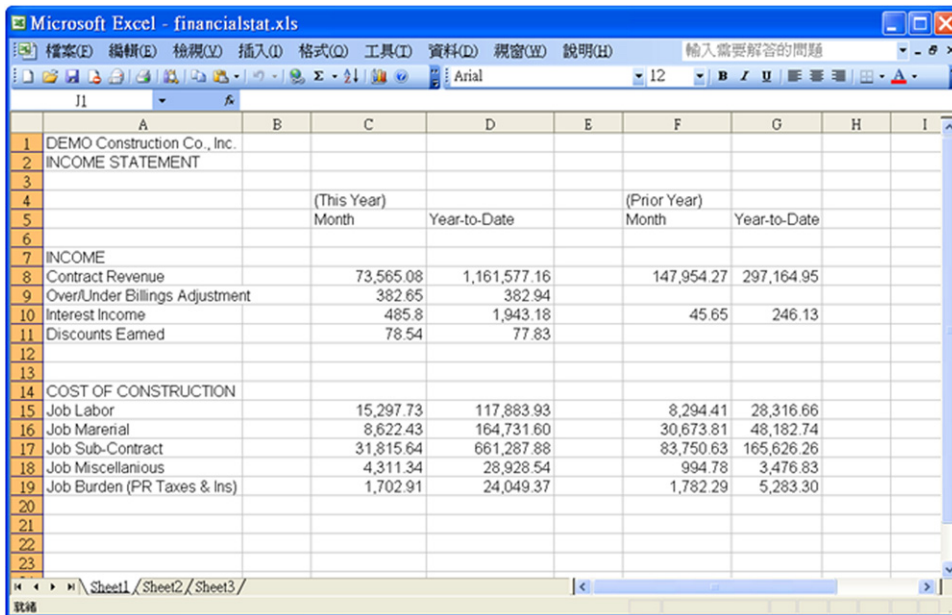 Microsoft Excel - financialstat.xls
檔案(F) 編輯(E) 檢視(V) 插入(I) 格式(O) 工具(T) 資料(D) 視窗(W) 說明(H) 輸入需要解答的問題
Arial 12 B I U A
J1 fx
A B C D E F G H I
1 DEMO Construction Co., Inc.
2 INCOME STATEMENT
3
4 (This Year) (Prior Year)
5 Month Year-to-Date Month Year-to-Date
6
7 INCOME
8 Contract Revenue 73,565.08 1,161,577.16 147,954.27 297,164.95
9 Over/Under Billings Adjustment 382.65 382.94
10 Interest Income 485.8 1,943.18 45.65 246.13
11 Discounts Earned 78.54 77.83
12
13
14 COST OF CONSTRUCTION
15 Job Labor 15,297.73 117,883.93 8,294.41 28,316.66
16 Job Marerial 8,622.43 164,731.60 30,673.81 48,182.74
17 Job Sub-Contract 31,815.64 661,287.88 83,750.63 165,626.26
18 Job Miscellanious 4,311.34 28,928.54 994.78 3,476.83
19 Job Burden (PR Taxes & Ins) 1,702.91 24,049.37 1,782.29 5,283.30
20
21
22
23
Sheet1 Sheet2 Sheet3
就緒